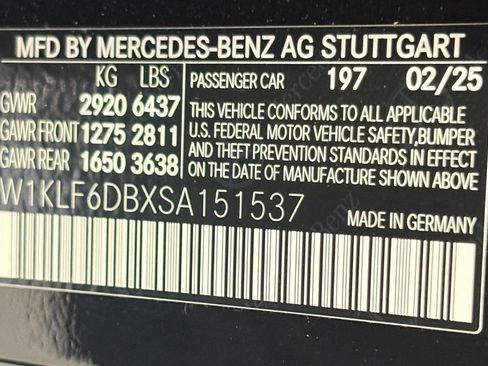 MFD BY MERCEDES-BENZ AG STUTTGART
KG LBS
PASSENGER CAR 197 02/25
GVWR 2920 6437
GAWR FRONT 1275 2811
GAWR REAR 1650 3638
THIS VEHICLE CONFORMS TO ALL APPLICABLE
U.S. FEDERAL MOTOR VEHICLE SAFETY,BUMPER
AND THEFT PREVENTION STANDARDS IN EFFECT ON
THE DATE OF MANUFACTURE SHOWN ABOVE.
W1KLF6DBXSA151537
MADE IN GERMANY